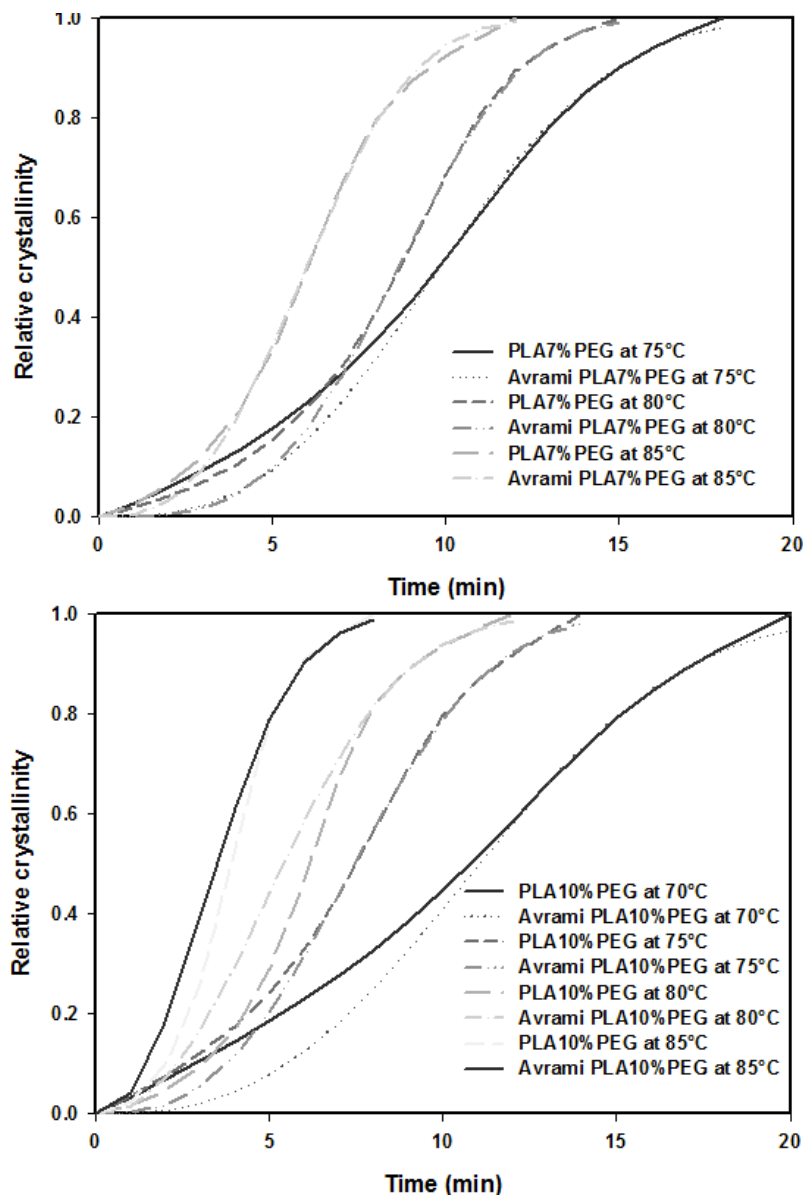 1.0
0.8
0.6
0.4
0.2
0.0
Relative crystallinity
PLA7%PEG at 75°C
Avrami PLA7%PEG at 75°C
PLA7%PEG at 80°C
Avrami PLA7%PEG at 80°C
PLA7%PEG at 85°C
Avrami PLA7%PEG at 85°C
0 5 10 15 20
Time (min)
1.0
0.8
0.6
0.4
0.2
0.0
Relative crystallinity
PLA10%PEG at 70°C
Avrami PLA10%PEG at 70°C
PLA10%PEG at 75°C
Avrami PLA10%PEG at 75°C
PLA10%PEG at 80°C
Avrami PLA10%PEG at 80°C
PLA10%PEG at 85°C
Avrami PLA10%PEG at 85°C
0 5 10 15 20
Time (min)